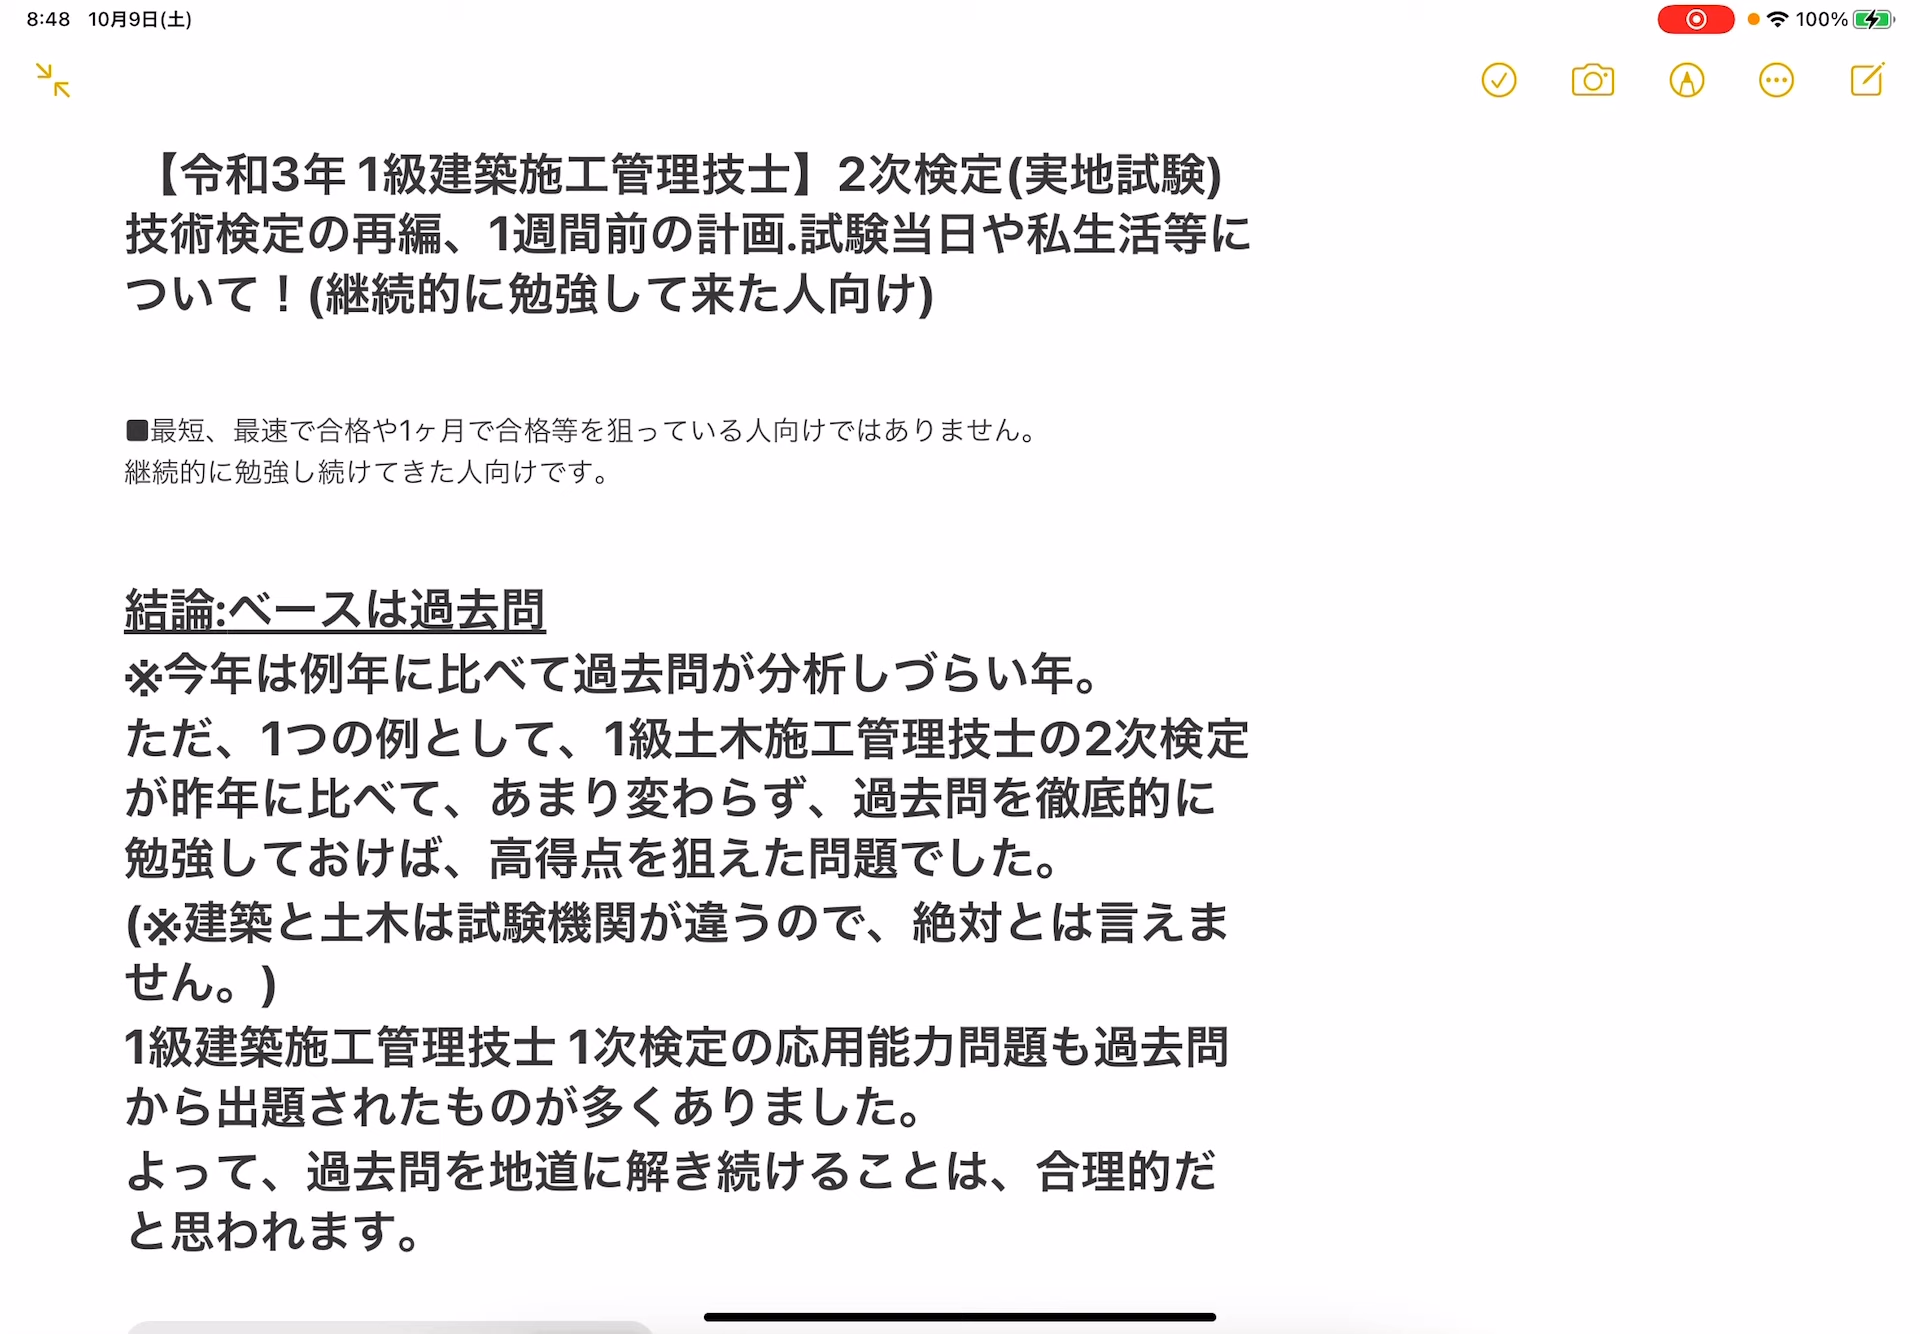 8:48 10月9日(土)
100%
【令和3年 1級建築施工管理技士】2次検定(実地試験)
技術検定の再編、1週間前の計画.試験当日や私生活等に
ついて！(継続的に勉強して来た人向け)
■最短、最速で合格や1ヶ月で合格等を狙っている人向けではありません。
継続的に勉強し続けてきた人向けです。
結論:ベースは過去問
※今年は例年に比べて過去問が分析しづらい年。
ただ、1つの例として、1級土木施工管理技士の2次検定
が昨年に比べて、あまり変わらず、過去問を徹底的に
勉強しておけば、高得点を狙えた問題でした。
(※建築と土木は試験機関が違うので、絶対とは言えま
せん。)
1級建築施工管理技士 1次検定の応用能力問題も過去問
から出題されたものが多くありました。
よって、過去問を地道に解き続けることは、合理的だ
と思われます。